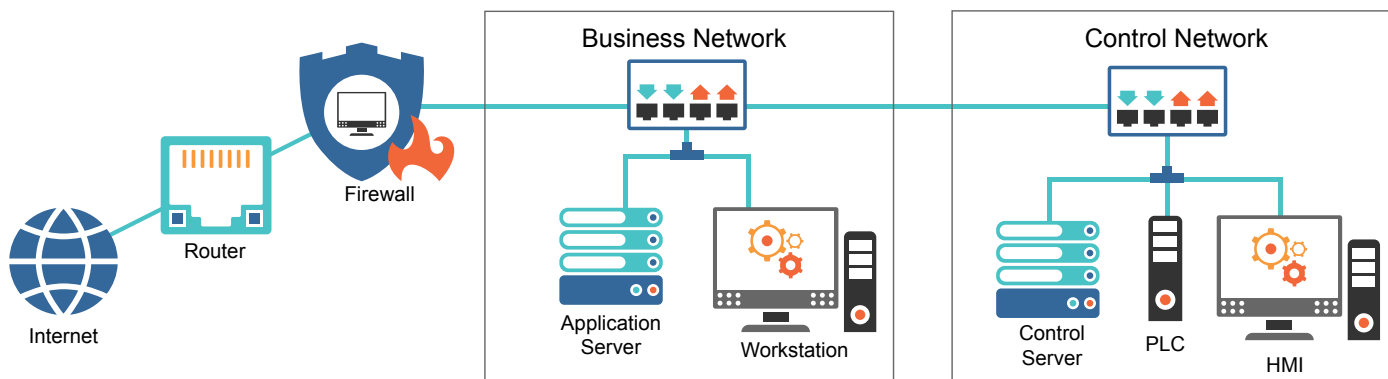 Business Network
Control Network
Firewall
Router
Internet
Application
Server
Workstation
Control
Server
PLC
HMI